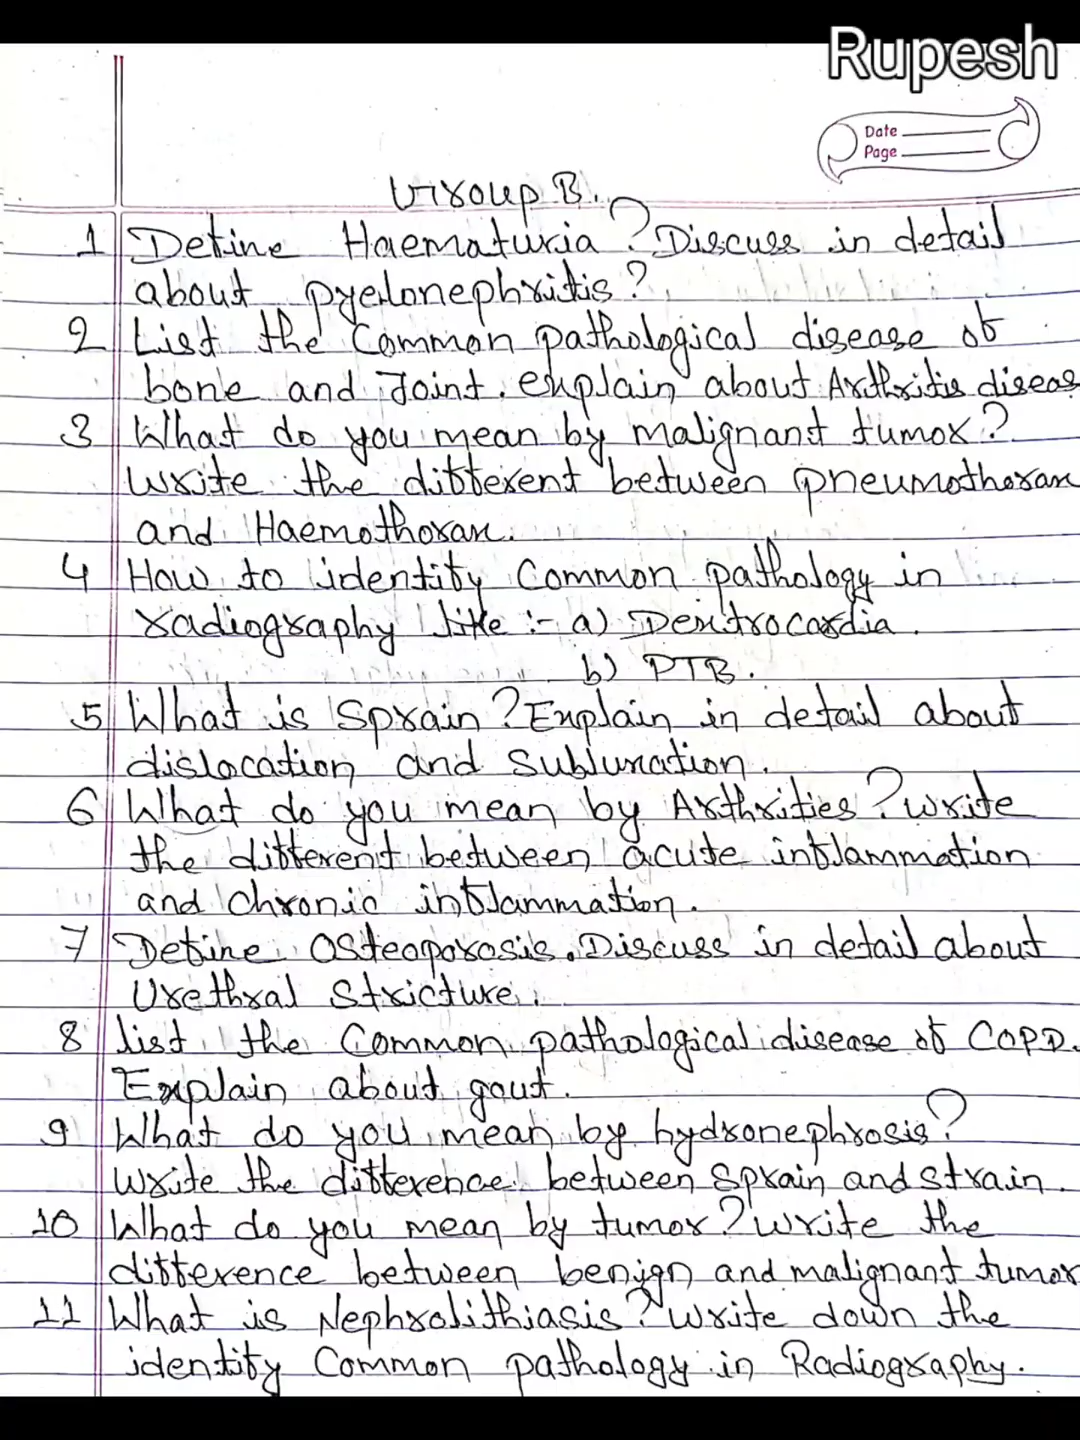 Rupesh
Date
Page
Group B.
1 Define Haematuria? Discuss in detail
about pyelonephritis?
2 List the Common pathological disease of
bone and Joint. explain about Arthritis diseas
3 What do you mean by malignant tumor?
write the different between pneumothorax
and Haemothorax.
4 How to identify Common pathology in
radiography like :- a) Dextrocardia.
b) PTB.
5 What is Sprain? Explain in detail about
dislocation and subluxation.
6 What do you mean by Arthrities? write
the different between acute inflammation
and Chronic inflammation.
7 Define Osteoporosis. Discuss in detail about
Urethral Stricture.
8 list the Common pathological disease of COPD.
Explain about gout.
9 What do you mean by hydronephrosis?
Write the difference between Sprain and strain.
10 What do you mean by tumor? Write the
difference between benign and malignant tumor
11 What is Nephrolithiasis? Write down the
identity Common pathology in Radiography.